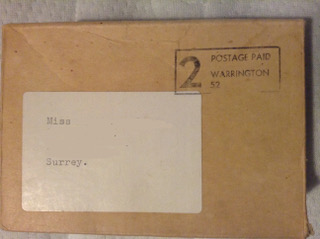 2 POSTAGE PAID
WARRINGTON
52
Miss
Surrey.